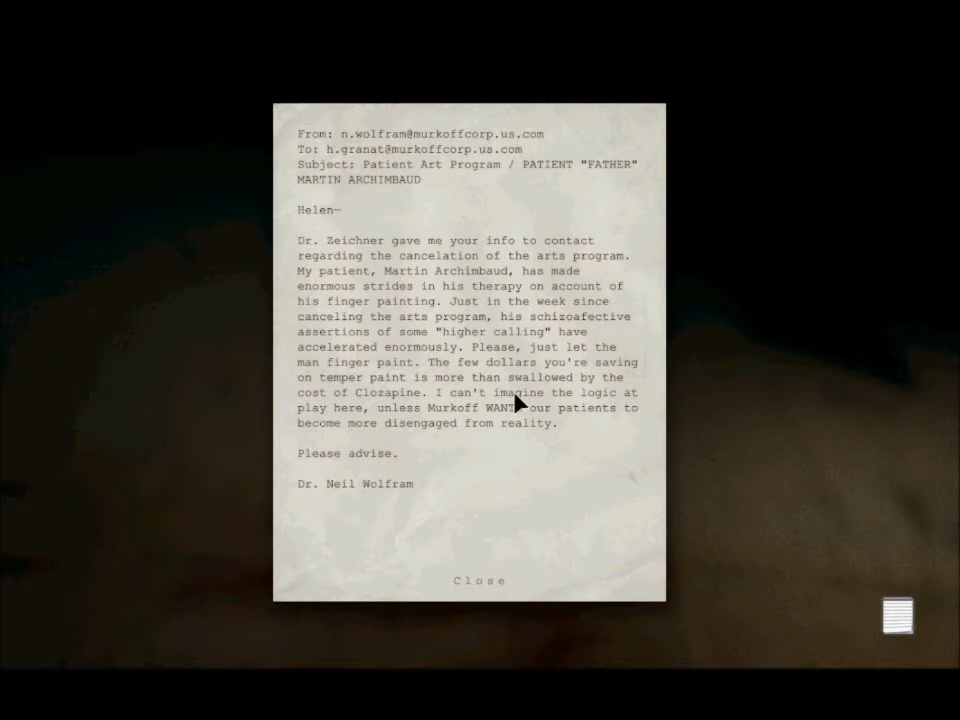 From: n.wolfram@murkoffcorp.us.com
To: h.granat@murkoffcorp.us.com
Subject: Patient Art Program / PATIENT "FATHER"
MARTIN ARCHIMBAUD
Helen—
Dr. Zeichner gave me your info to contact
regarding the cancelation of the arts program.
My patient, Martin Archimbaud, has made
enormous strides in his therapy on account of
his finger painting. Just in the week since
canceling the arts program, his schizoafective
assertions of some "higher calling" have
accelerated enormously. Please, just let the
man finger paint. The few dollars you're saving
on temper paint is more than swallowed by the
cost of Clozapine. I can't imagine the logic at
play here, unless Murkoff WANT our patients to
become more disengaged from reality.
Please advise.
Dr. Neil Wolfram
Close